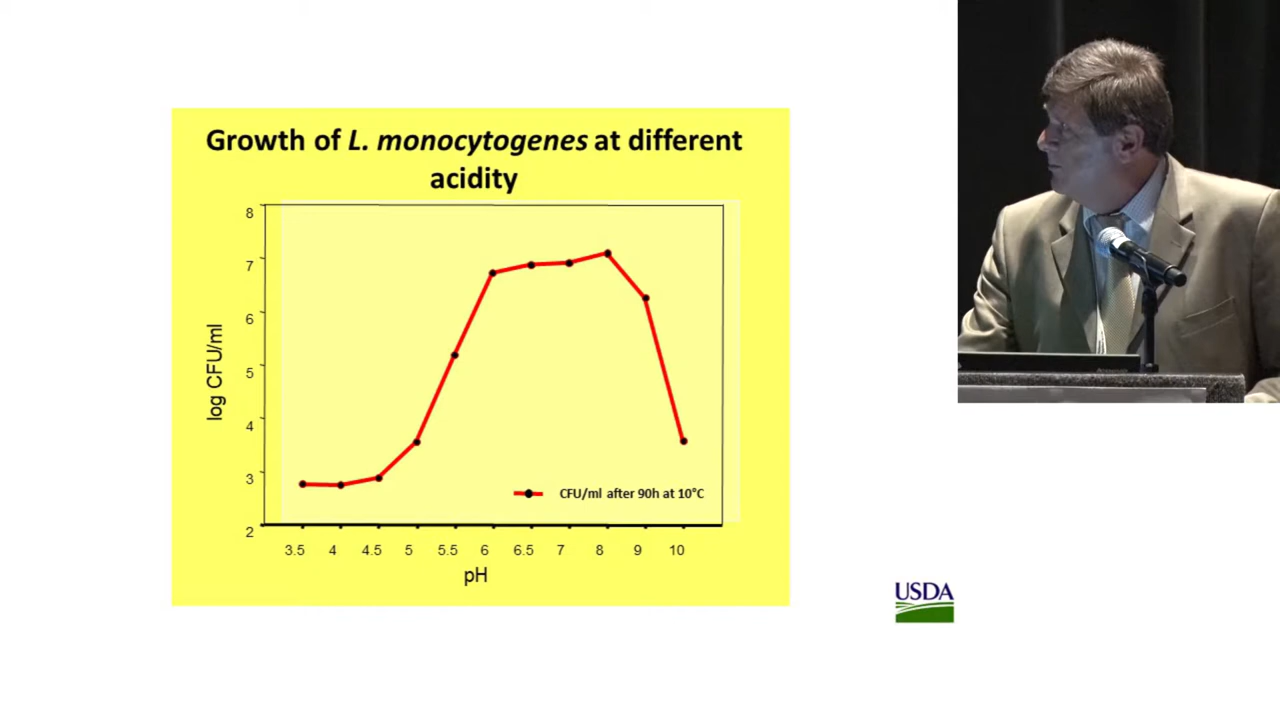 Growth of L. monocytogenes at different
acidity
8
7
6
5
4
3
2
log CFU/ml
CFU/ml after 90h at 10°C
3.5 4 4.5 5 5.5 6 6.5 7 8 9 10
pH
USDA